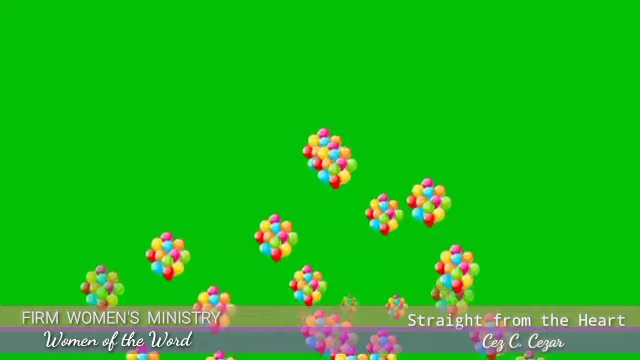 FIRM WOMEN'S MINISTRY
Women of the Word
Straight from the Heart
Cez C. Cezar